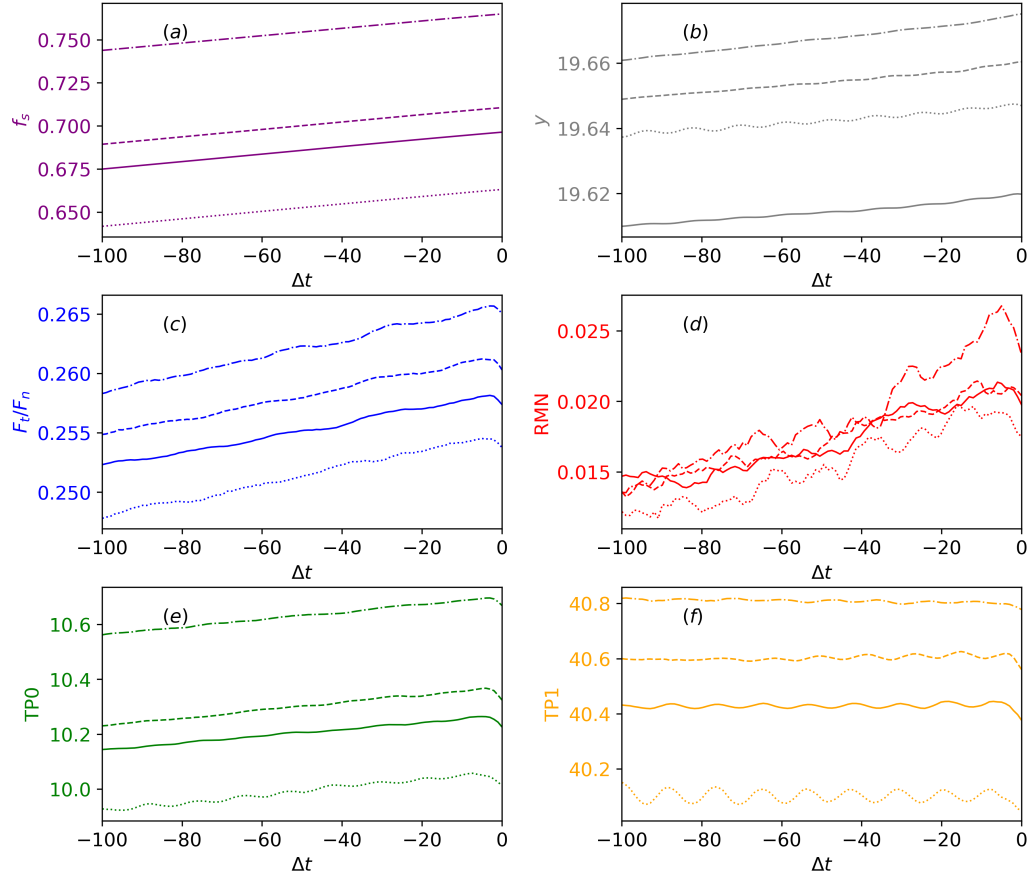 (a)
f_s
0.750
0.725
0.700
0.675
0.650
−100 −80 −60 −40 −20 0
Δt
(b)
y
19.66
19.64
19.62
−100 −80 −60 −40 −20 0
Δt
(c)
F_t/F_n
0.265
0.260
0.255
0.250
−100 −80 −60 −40 −20 0
Δt
(d)
RMN
0.025
0.020
0.015
−100 −80 −60 −40 −20 0
Δt
(e)
TP0
10.6
10.4
10.2
10.0
−100 −80 −60 −40 −20 0
Δt
(f)
TP1
40.8
40.6
40.4
40.2
−100 −80 −60 −40 −20 0
Δt